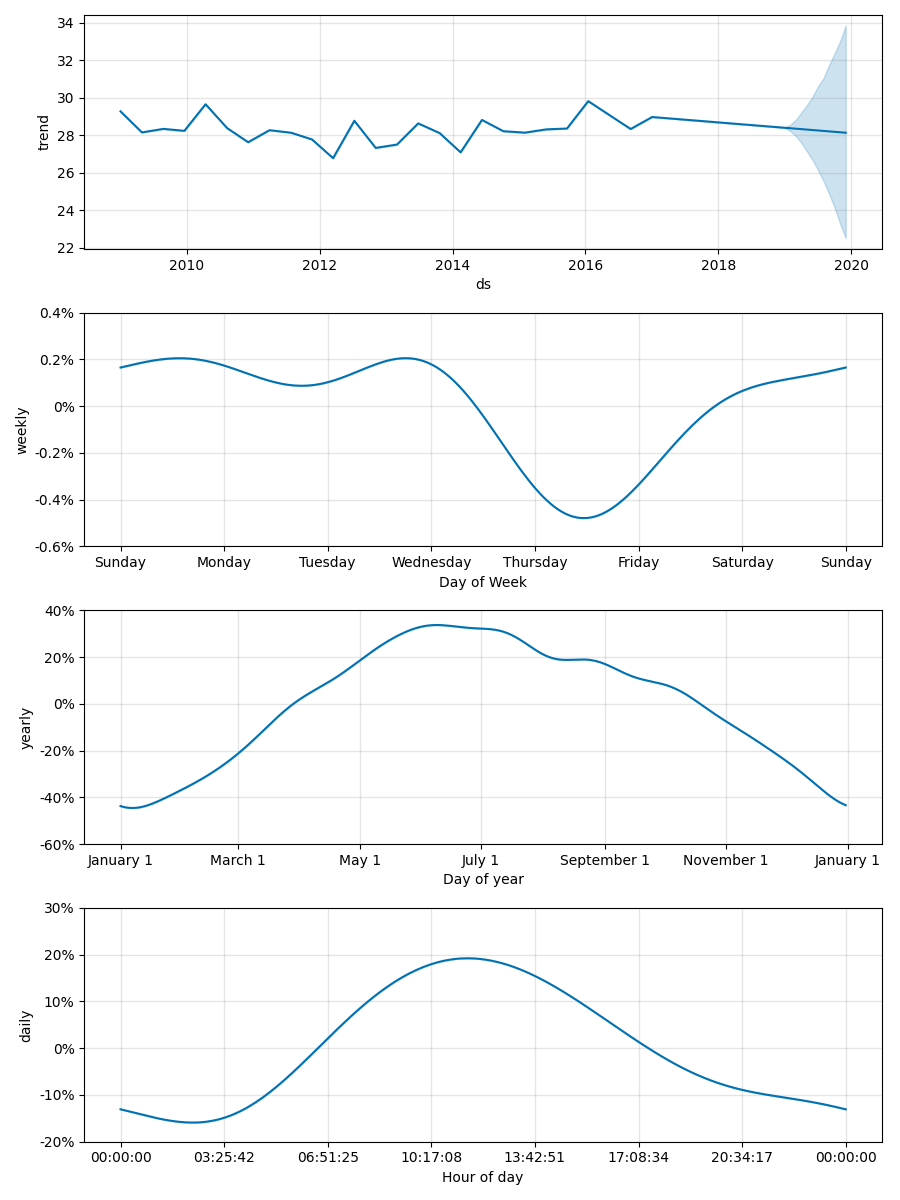 34
32
30
28
26
24
22
trend
2010 2012 2014 2016 2018 2020
ds
0.4%
0.2%
0%
-0.2%
-0.4%
-0.6%
weekly
Sunday Monday Tuesday Wednesday Thursday Friday Saturday Sunday
Day of Week
40%
20%
0%
-20%
-40%
-60%
yearly
January 1 March 1 May 1 July 1 September 1 November 1 January 1
Day of year
30%
20%
10%
0%
-10%
-20%
daily
00:00:00 03:25:42 06:51:25 10:17:08 13:42:51 17:08:34 20:34:17 00:00:00
Hour of day